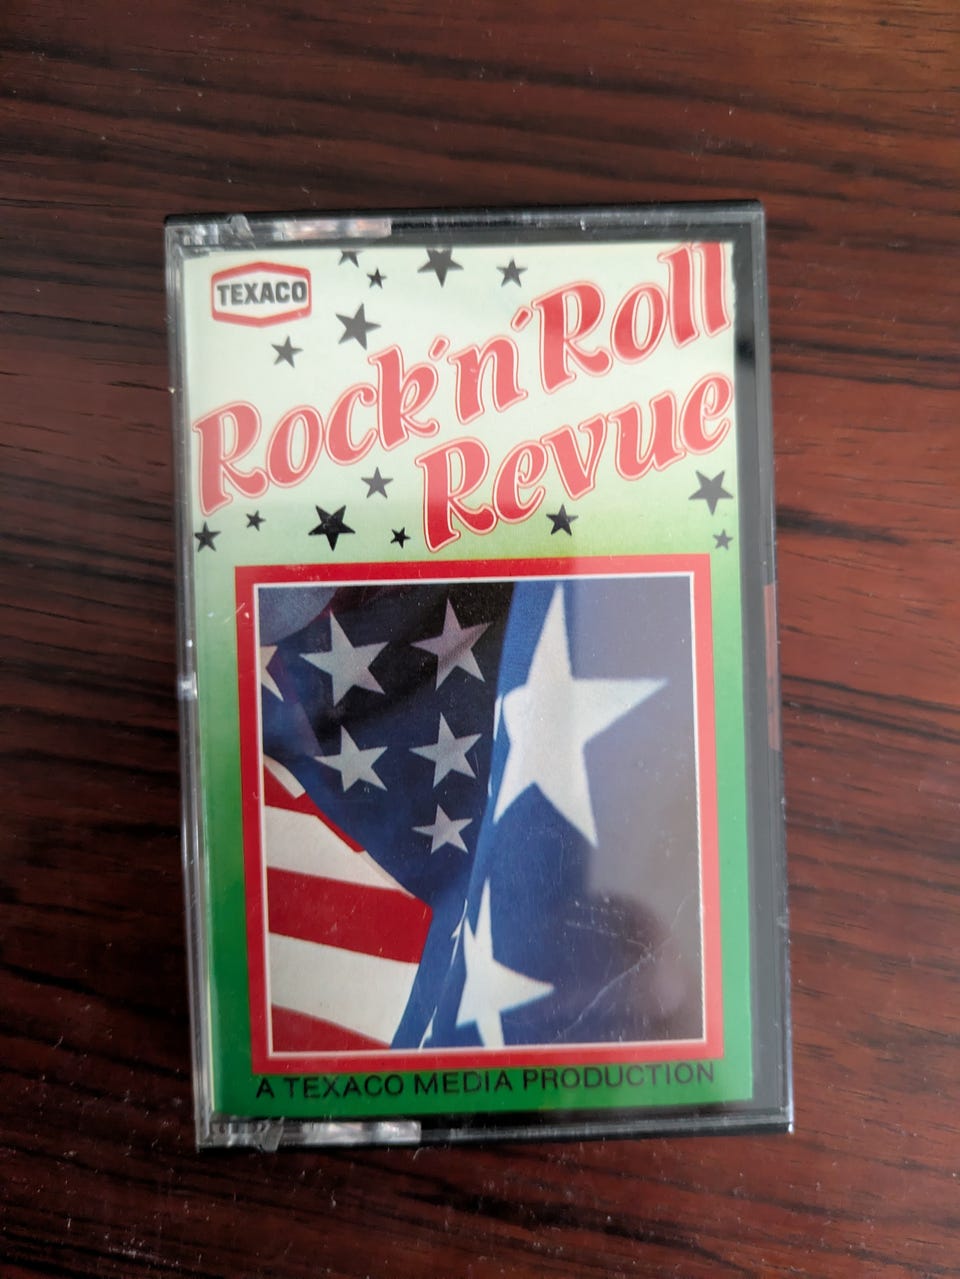 TEXACO
Rock'n'Roll
Revue
A TEXACO MEDIA PRODUCTION